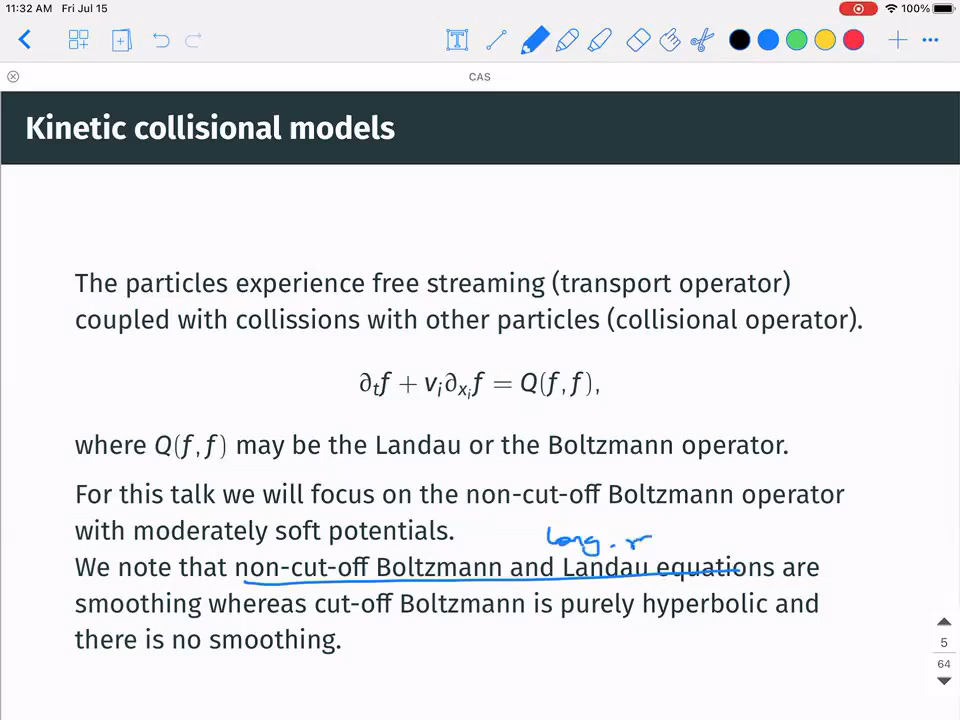 11:32 AM Fri Jul 15
100%
CAS
Kinetic collisional models
The particles experience free streaming (transport operator)
coupled with collissions with other particles (collisional operator).
∂ₜf + vᵢ∂ₓᵢf = Q(f, f),
where Q(f, f) may be the Landau or the Boltzmann operator.
For this talk we will focus on the non-cut-off Boltzmann operator
with moderately soft potentials.
long. r
We note that non-cut-off Boltzmann and Landau equations are
smoothing whereas cut-off Boltzmann is purely hyperbolic and
there is no smoothing.
5
64